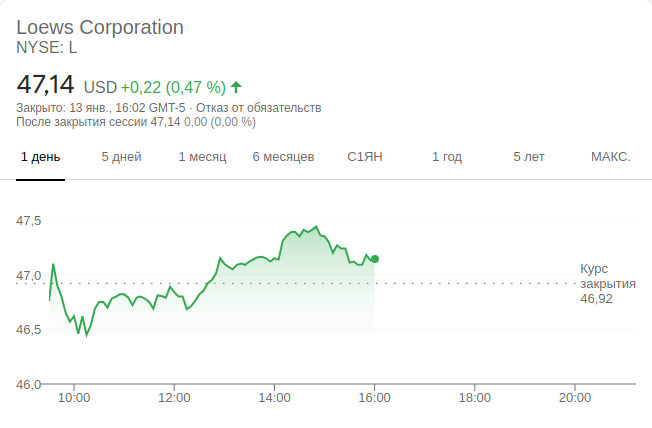 Loews Corporation
NYSE: L
47,14 USD +0,22 (0,47 %)
Закрыто: 13 янв., 16:02 GMT-5 · Отказ от обязательств
После закрытия сессии 47,14 0,00 (0,00 %)
1 день 5 дней 1 месяц 6 месяцев С1ЯН 1 год 5 лет МАКС.
47,5
47,0
46,5
46,0
Курс
закрытия
46,92
10:00 12:00 14:00 16:00 18:00 20:00